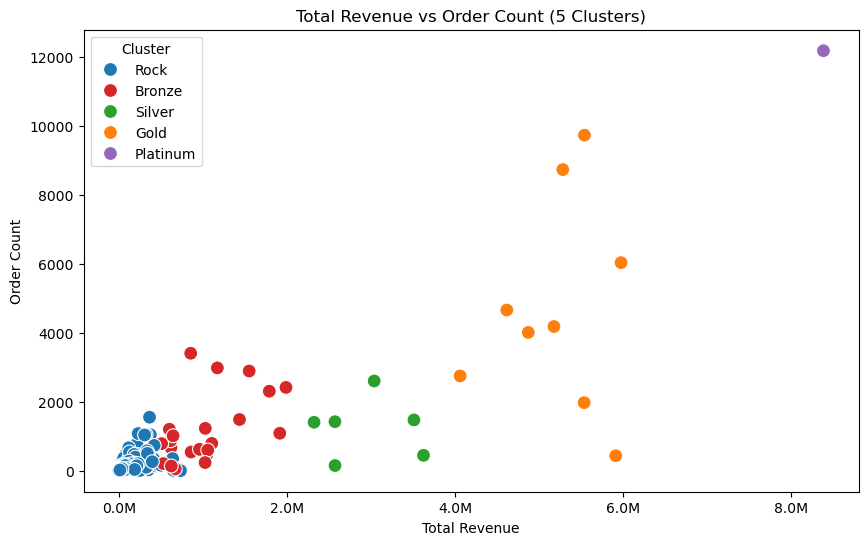 Total Revenue vs Order Count (5 Clusters)
Cluster
Rock
Bronze
Silver
Gold
Platinum
12000
10000
8000
6000
4000
2000
0
Order Count
0.0M 2.0M 4.0M 6.0M 8.0M
Total Revenue